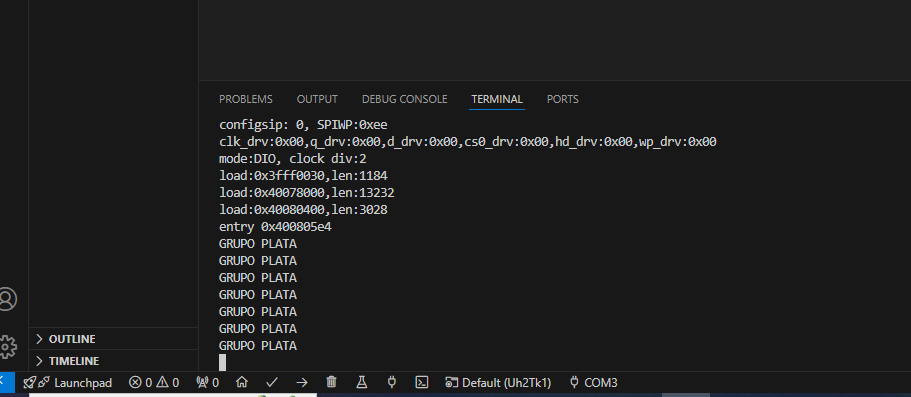 PROBLEMS OUTPUT DEBUG CONSOLE TERMINAL PORTS
configsip: 0, SPIWP:0xee
clk_drv:0x00,q_drv:0x00,d_drv:0x00,cs0_drv:0x00,hd_drv:0x00,wp_drv:0x00
mode:DIO, clock div:2
load:0x3fff0030,len:1184
load:0x40078000,len:13232
load:0x40080400,len:3028
entry 0x400805e4
GRUPO PLATA
GRUPO PLATA
GRUPO PLATA
GRUPO PLATA
GRUPO PLATA
GRUPO PLATA
GRUPO PLATA
OUTLINE
TIMELINE
Launchpad 0 0 0 Default (Uh2Tk1) COM3